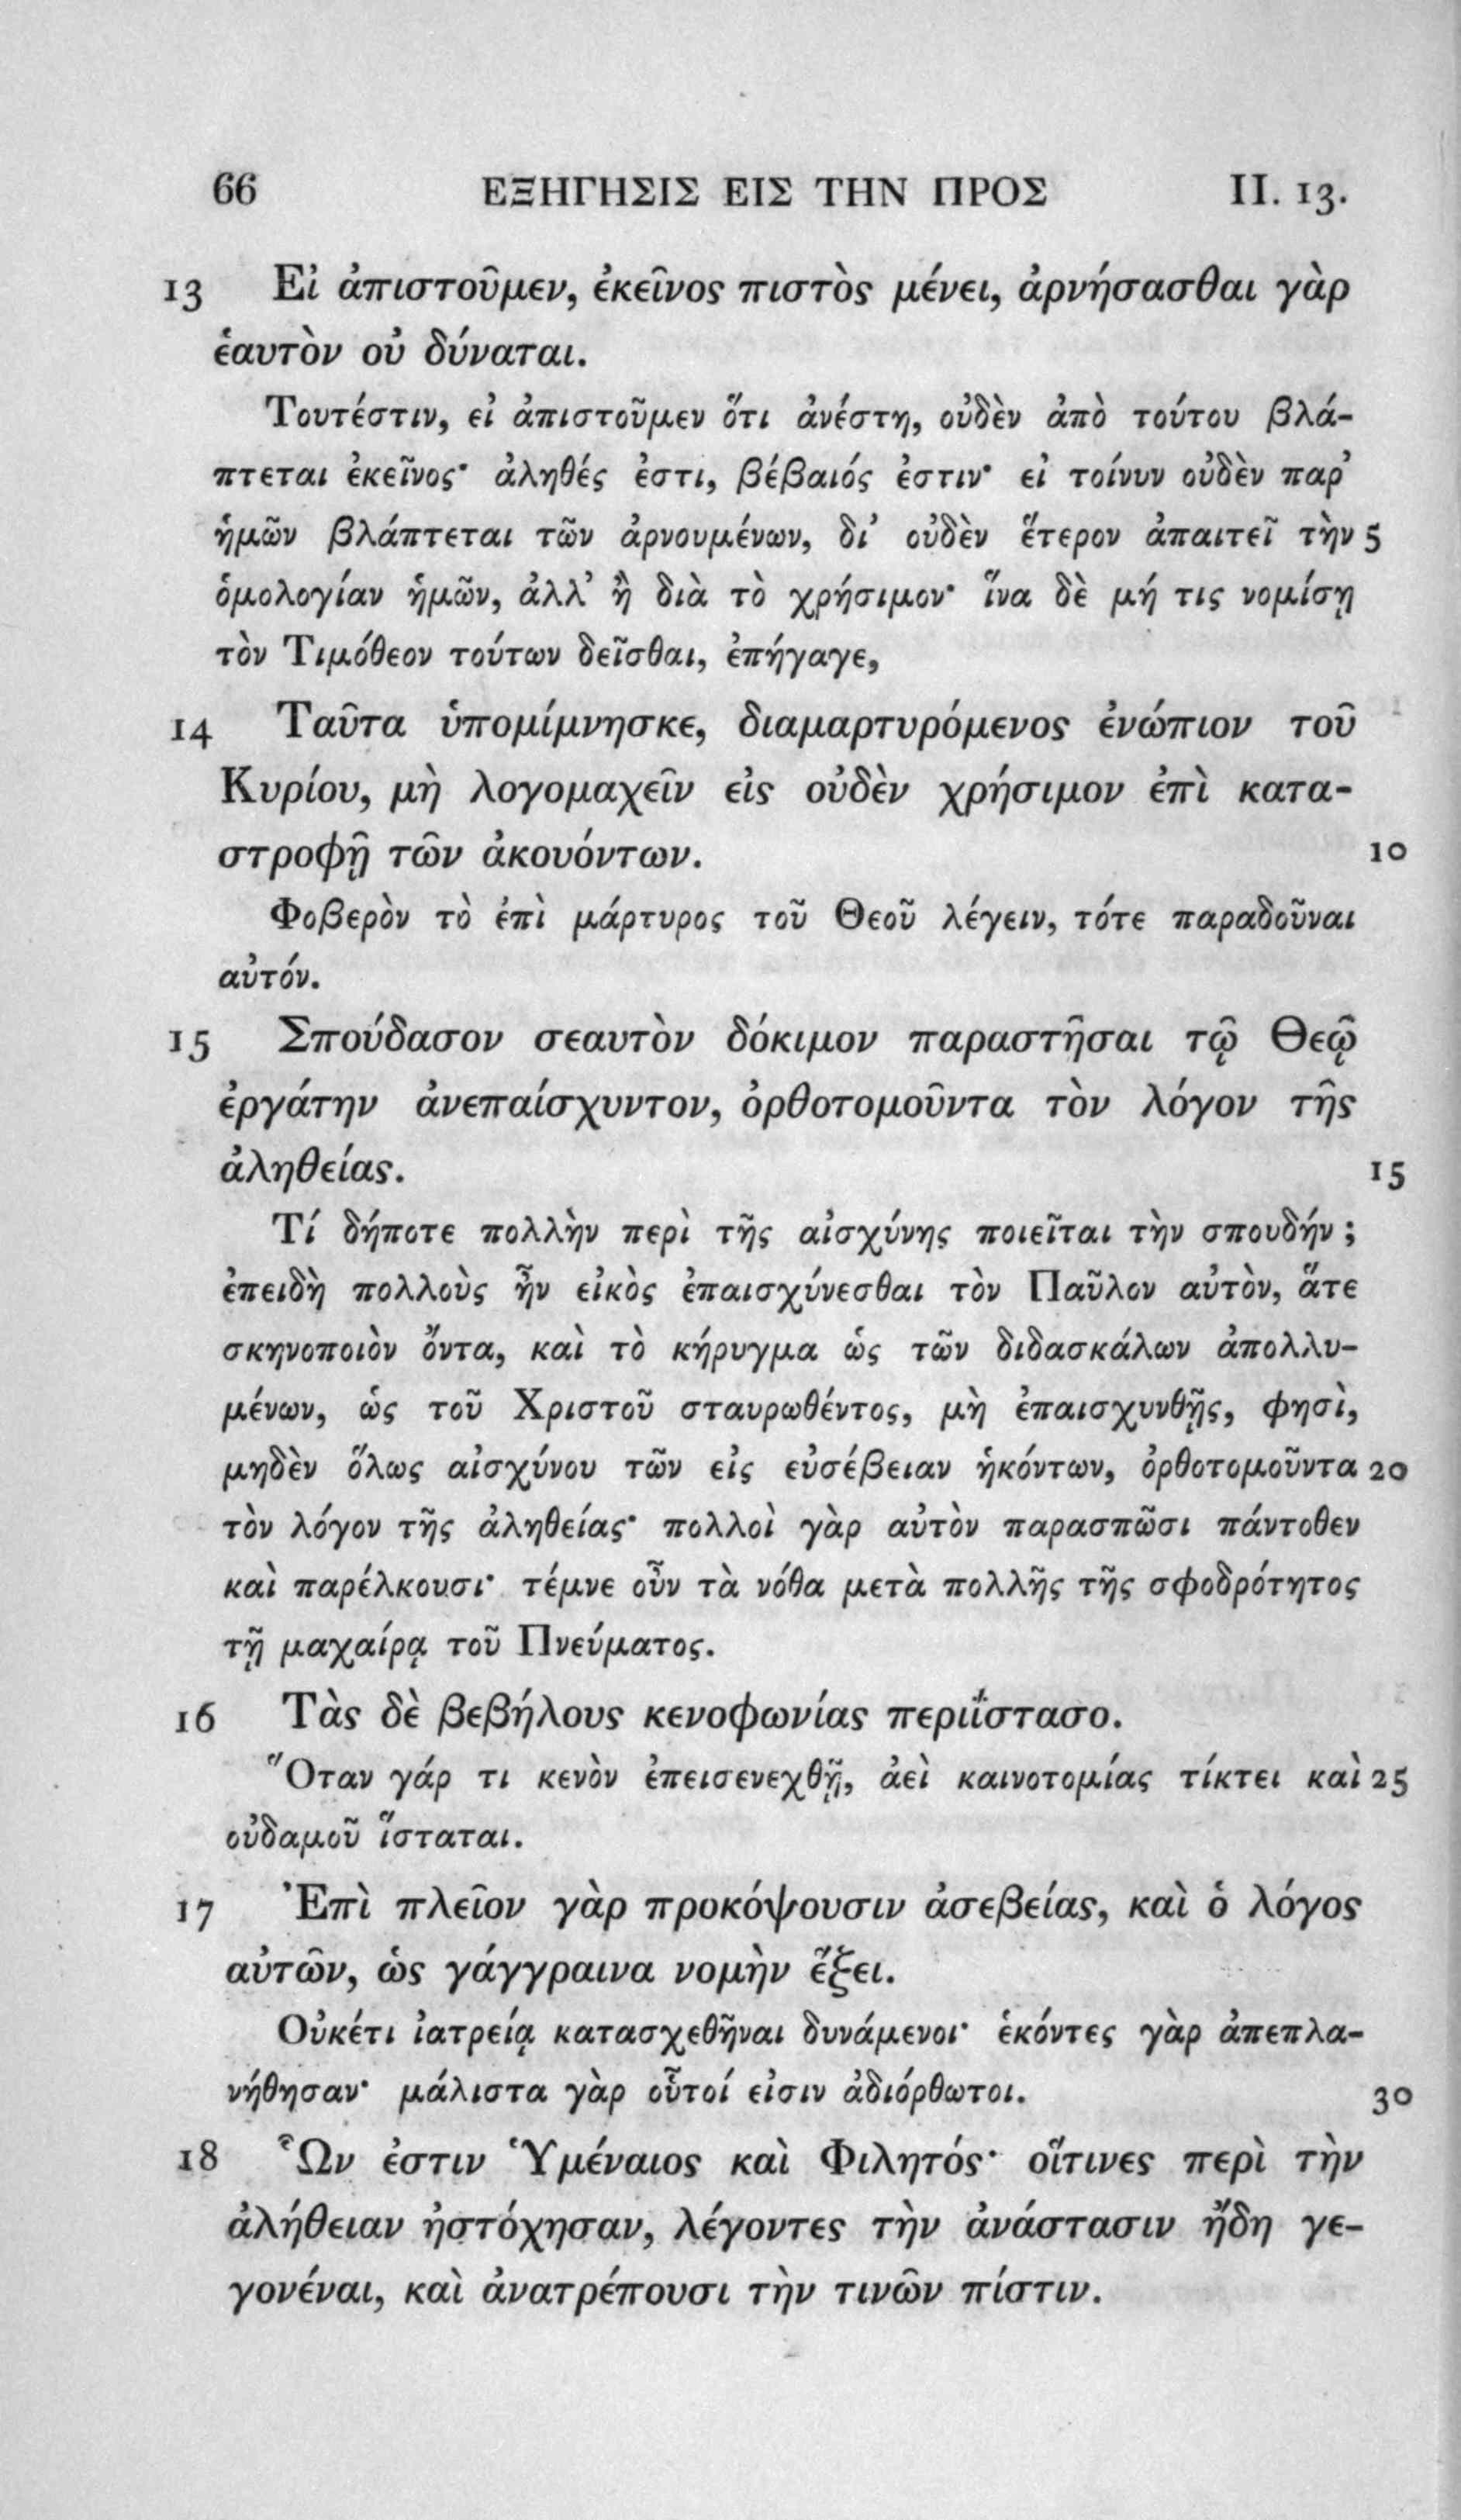 66 ΕΞΗΓΗΣΙΣ ΕΙΣ ΤΗΝ ΠΡΟΣ II. 13.
13 Εἰ ἀπιστοῦμεν, ἐκεῖνος πιστὸς μένει, ἀρνήσασθαι γὰρ
ἑαυτὸν οὐ δύναται.
Τουτέστιν, εἰ ἀπιστοῦμεν ὅτι ἀνέστη, οὐδὲν ἀπὸ τούτου βλά-
πτεται ἐκεῖνος· ἀληθές ἐστι, βέβαιός ἐστιν· εἰ τοίνυν οὐδὲν παρ’
ἡμῶν βλάπτεται τῶν ἀρνουμένων, δι’ οὐδὲν ἕτερον ἀπαιτεῖ τὴν 5
ὁμολογίαν ἡμῶν, ἀλλ’ ἢ διὰ τὸ χρήσιμον· ἵνα δὲ μή τις νομίσῃ
τὸν Τιμόθεον τούτων δεῖσθαι, ἐπήγαγε,
14 Ταῦτα ὑπομίμνησκε, διαμαρτυρόμενος ἐνώπιον τοῦ
Κυρίου, μὴ λογομαχεῖν εἰς οὐδὲν χρήσιμον ἐπὶ κατα-
στροφῇ τῶν ἀκουόντων. 10
Φοβερὸν τὸ ἐπὶ μάρτυρος τοῦ Θεοῦ λέγειν, τότε παραδοῦναι
αὐτόν.
15 Σπούδασον σεαυτὸν δόκιμον παραστῆσαι τῷ Θεῷ
ἐργάτην ἀνεπαίσχυντον, ὀρθοτομοῦντα τὸν λόγον τῆς
ἀληθείας. 15
Τί δήποτε πολλὴν περὶ τῆς αἰσχύνης ποιεῖται τὴν σπουδήν ;
ἐπειδὴ πολλοὺς ἦν εἰκὸς ἐπαισχύνεσθαι τὸν Παῦλον αὐτὸν, ἅτε
σκηνοποιὸν ὄντα, καὶ τὸ κήρυγμα ὡς τῶν διδασκάλων ἀπολλυ-
μένων, ὡς τοῦ Χριστοῦ σταυρωθέντος, μὴ ἐπαισχυνθῇς, φησὶ,
μηδὲν ὅλως αἰσχύνου τῶν εἰς εὐσέβειαν ἡκόντων, ὀρθοτομοῦντα 20
τὸν λόγον τῆς ἀληθείας· πολλοὶ γὰρ αὐτὸν παρασπῶσι πάντοθεν
καὶ παρέλκουσι· τέμνε οὖν τὰ νόθα μετὰ πολλῆς τῆς σφοδρότητος
τῇ μαχαίρᾳ τοῦ Πνεύματος.
16 Τὰς δὲ βεβήλους κενοφωνίας περιΐστασο.
Ὅταν γάρ τι κενὸν ἐπεισενεχθῇ, ἀεὶ καινοτομίας τίκτει καὶ 25
οὐδαμοῦ ἵσταται.
17 Ἐπὶ πλεῖον γὰρ προκόψουσιν ἀσεβείας, καὶ ὁ λόγος
αὐτῶν, ὡς γάγγραινα νομὴν ἕξει.
Οὐκέτι ἰατρείᾳ κατασχεθῆναι δυνάμενοι· ἑκόντες γὰρ ἀπεπλα-
νήθησαν· μάλιστα γὰρ οὗτοί εἰσιν ἀδιόρθωτοι. 30
18 Ὧν ἐστιν Ὑμέναιος καὶ Φιλητός· οἵτινες περὶ τὴν
ἀλήθειαν ἠστόχησαν, λέγοντες τὴν ἀνάστασιν ἤδη γε-
γονέναι, καὶ ἀνατρέπουσι τὴν τινῶν πίστιν.